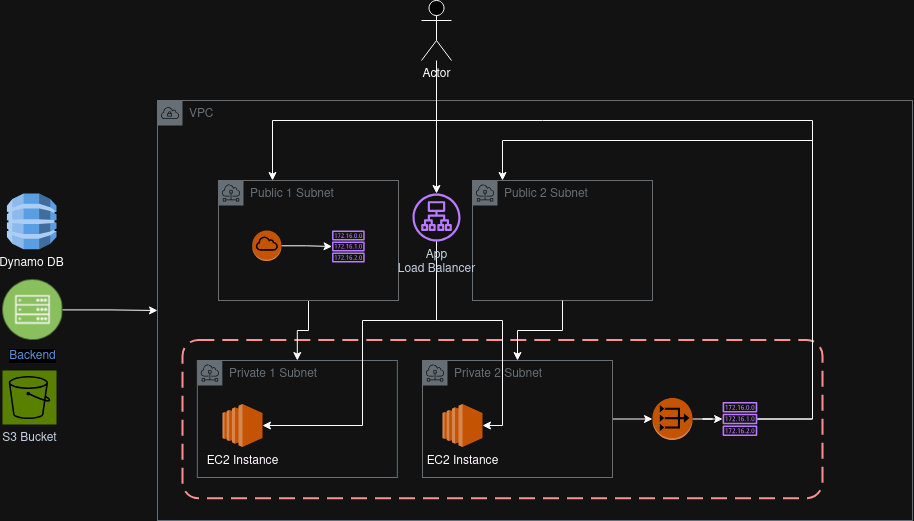 Actor
VPC
Public 1 Subnet
Public 2 Subnet
172.16.0.0
172.16.1.0
172.16.2.0
App
Load Balancer
Dynamo DB
Backend
S3 Bucket
Private 1 Subnet
Private 2 Subnet
EC2 Instance
EC2 Instance
172.16.0.0
172.16.1.0
172.16.2.0